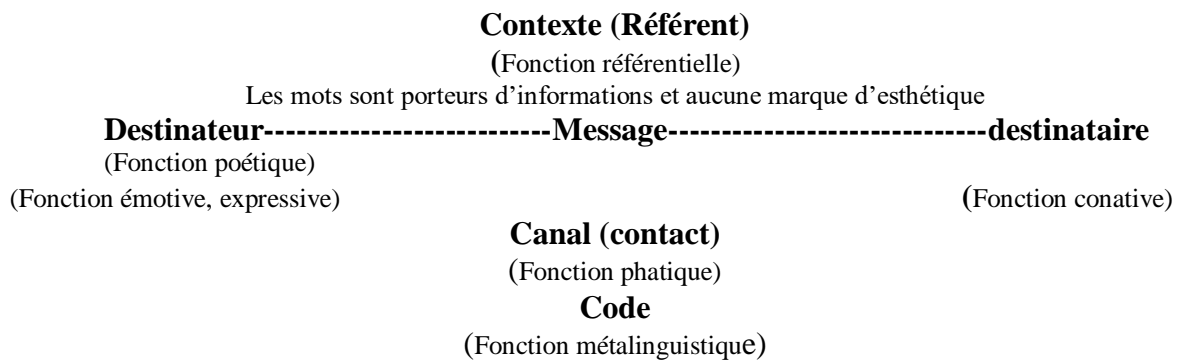 Contexte (Référent)
(Fonction référentielle)
Les mots sont porteurs d’informations et aucune marque d’esthétique
Destinateur--------------------------Message-----------------------------destinataire
(Fonction poétique)
(Fonction émotive, expressive) (Fonction conative)
Canal (contact)
(Fonction phatique)
Code
(Fonction métalinguistique)